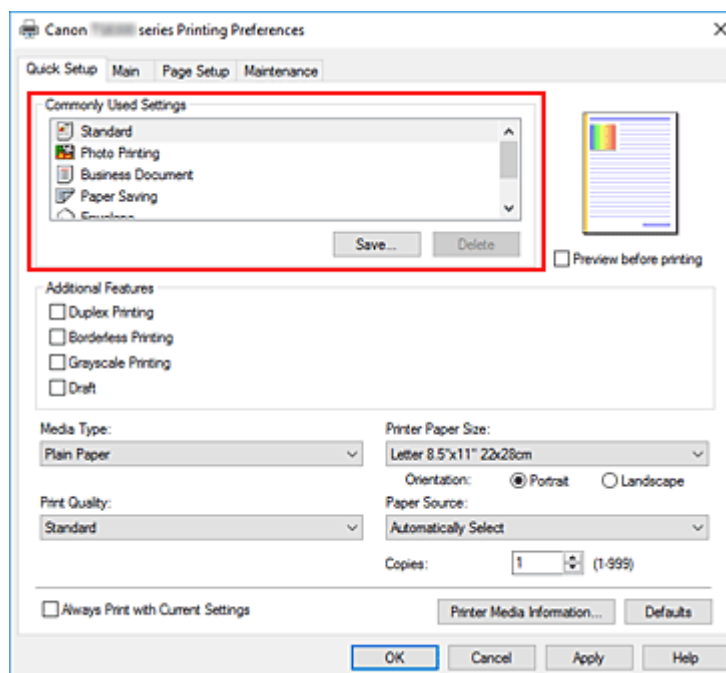 Canon series Printing Preferences
Quick Setup Main Page Setup Maintenance
Commonly Used Settings
Standard
Photo Printing
Business Document
Paper Saving
Save... Delete
Preview before printing
Additional Features
Duplex Printing
Borderless Printing
Grayscale Printing
Draft
Media Type: Printer Paper Size:
Plain Paper Letter 8.5"x11" 22x28cm
Orientation: Portrait Landscape
Print Quality: Paper Source:
Standard Automatically Select
Copies: 1 (1-999)
Always Print with Current Settings Printer Media Information... Defaults
OK Cancel Apply Help